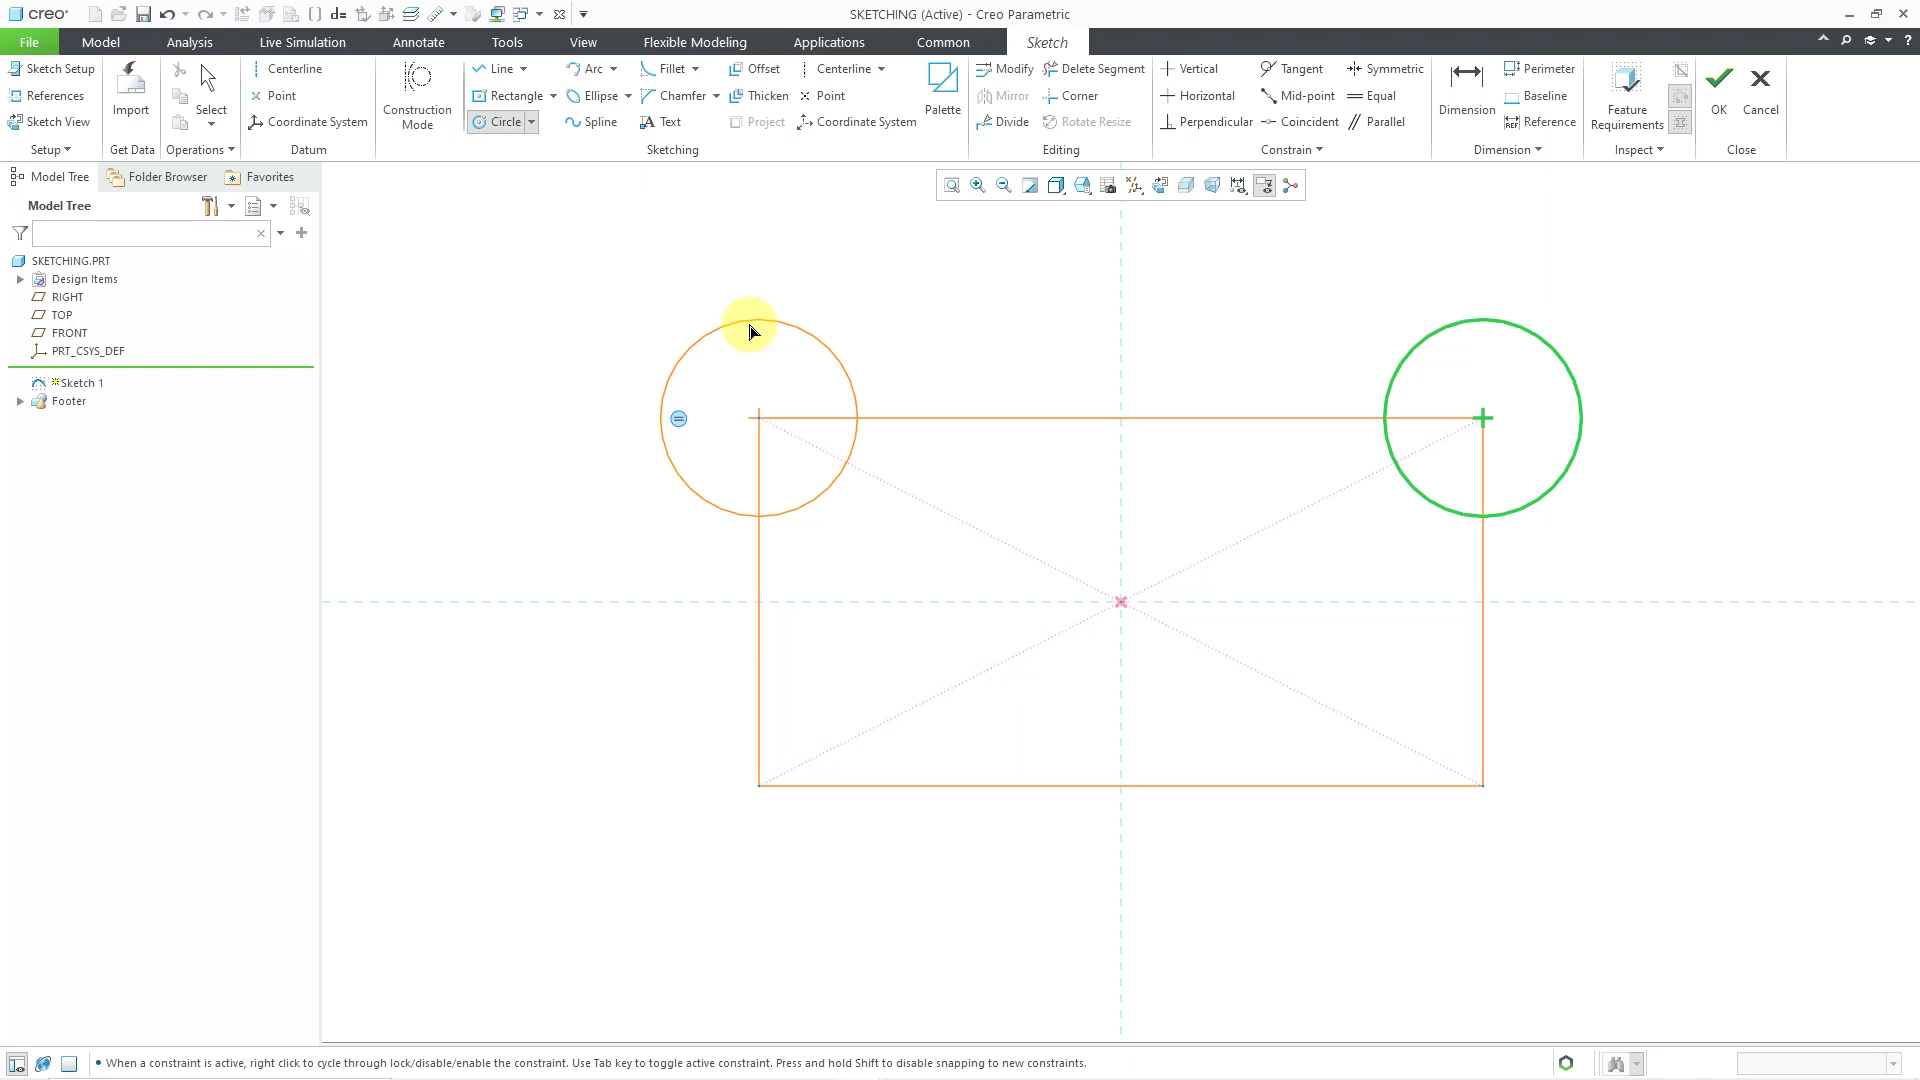 creo
SKETCHING (Active) - Creo Parametric
File Model Analysis Live Simulation Annotate Tools View Flexible Modeling Applications Common Sketch
Sketch Setup
References
Sketch View
Setup
Import
Get Data
Select
Operations
Centerline
Point
Coordinate System
Datum
Construction
Mode
Line Arc Fillet Offset Centerline
Rectangle Ellipse Chamfer Thicken Point
Circle Spline Text Project Coordinate System
Palette
Sketching
Modify Delete Segment
Mirror Corner
Divide Rotate Resize
Editing
Vertical Tangent Symmetric
Horizontal Mid-point Equal
Perpendicular Coincident Parallel
Constrain
Dimension
Perimeter
Baseline
REF Reference
Dimension
Feature
Requirements
Inspect
OK Cancel
Close
Model Tree Folder Browser Favorites
Model Tree
SKETCHING.PRT
Design Items
RIGHT
TOP
FRONT
PRT_CSYS_DEF
Sketch 1
Footer
When a constraint is active, right click to cycle through lock/disable/enable the constraint. Use Tab key to toggle active constraint. Press and hold Shift to disable snapping to new constraints.